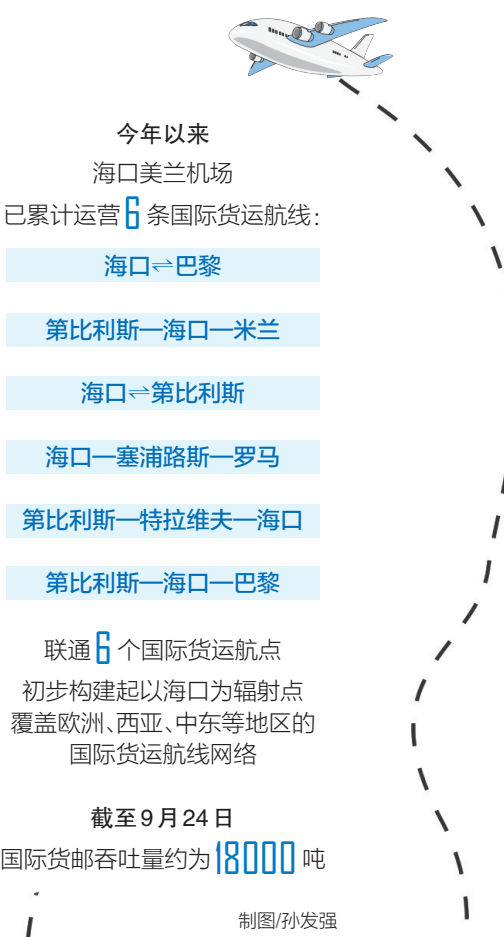 今年以来
海口美兰机场
已累计运营6条国际货运航线:
海口⇌巴黎
第比利斯—海口—米兰
海口⇌第比利斯
海口—塞浦路斯—罗马
第比利斯—特拉维夫—海口
第比利斯—海口—巴黎
联通6个国际货运航点
初步构建起以海口为辐射点
覆盖欧洲、西亚、中东等地区的
国际货运航线网络
截至9月24日
国际货邮吞吐量约为18000吨
制图/孙发强